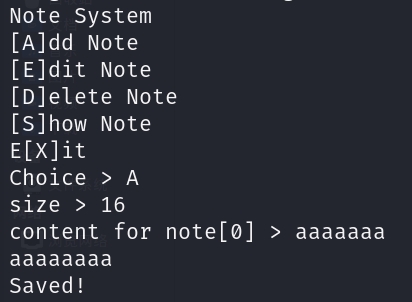 Note System
[A]dd Note
[E]dit Note
[D]elete Note
[S]how Note
E[X]it
Choice > A
size > 16
content for note[0] > aaaaaaa
aaaaaaaa
Saved!